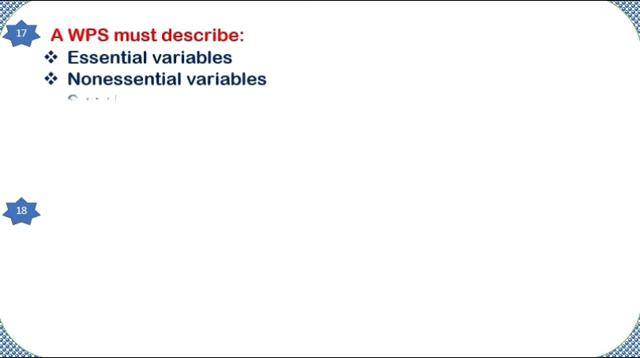 17 A WPS must describe:
❖ Essential variables
❖ Nonessential variables
18